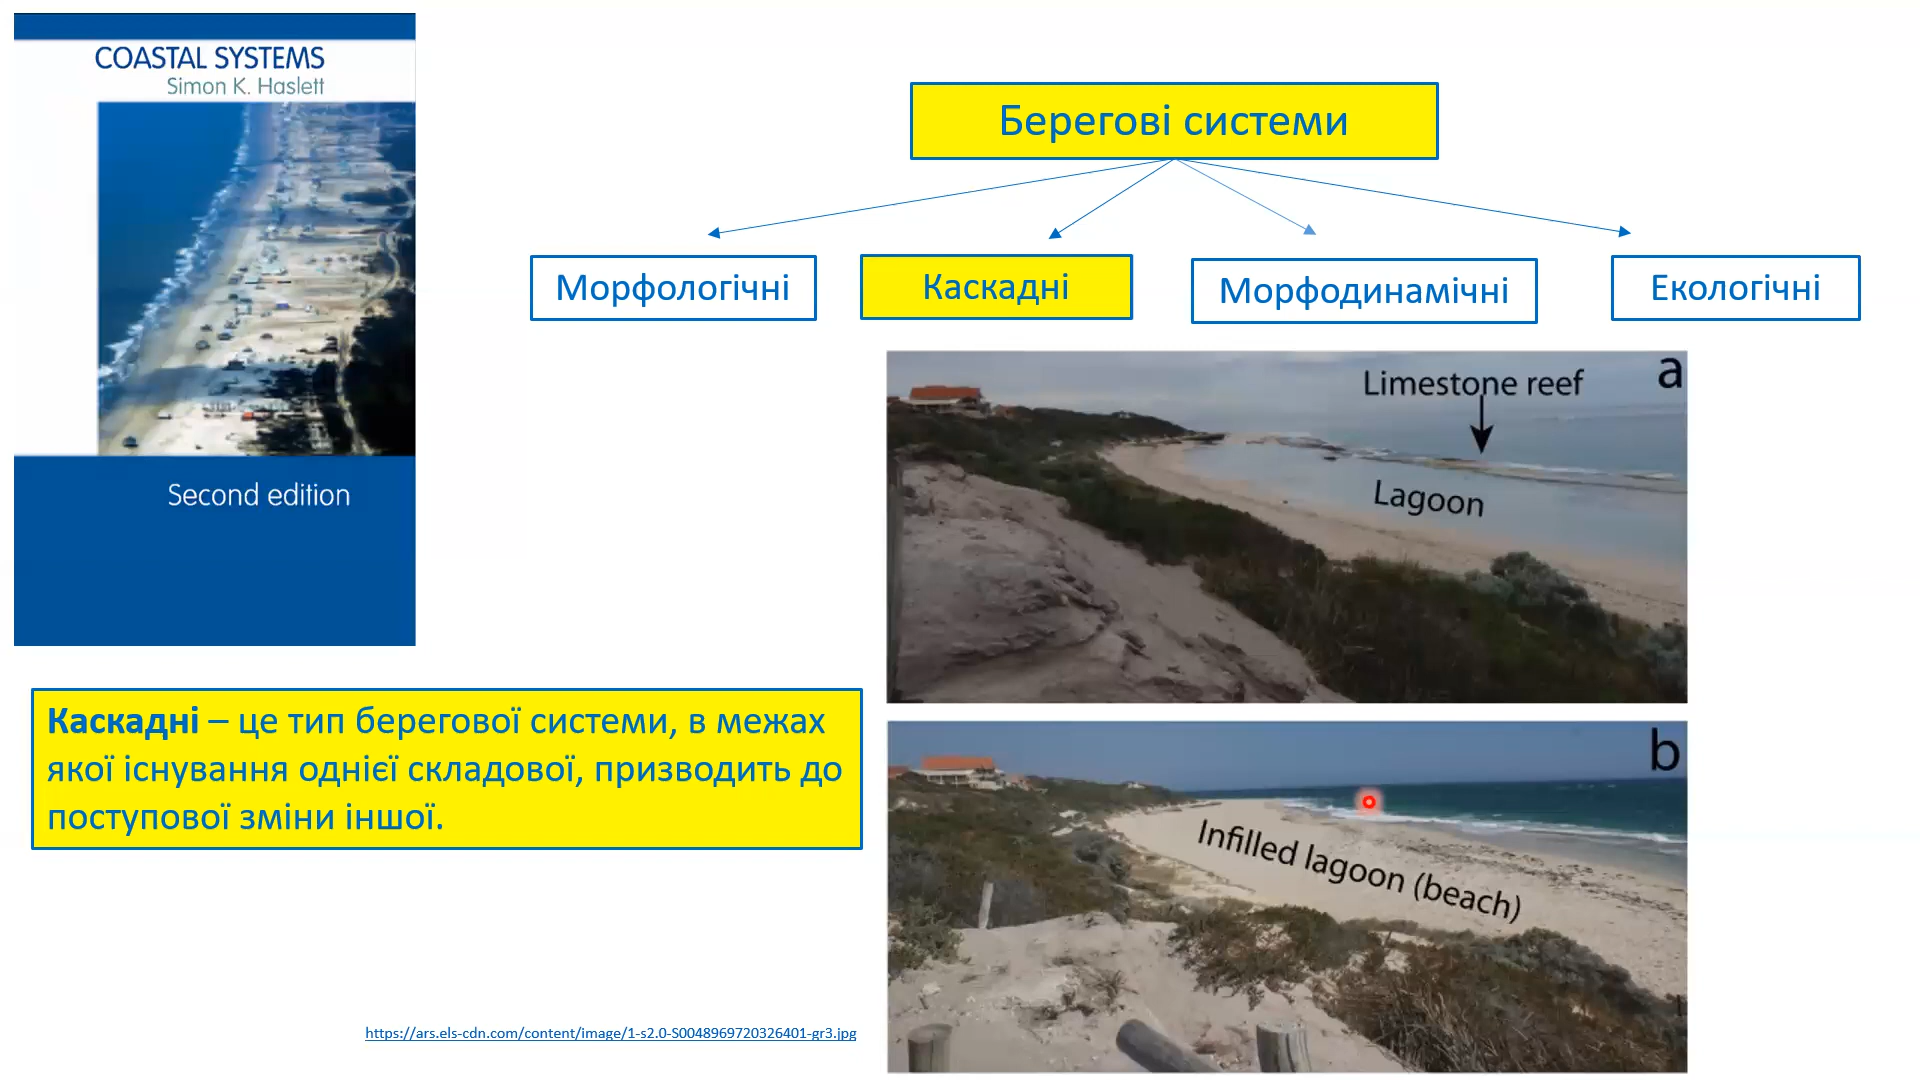 COASTAL SYSTEMS
Simon K. Haslett
Second edition
Берегові системи
Морфологічні
Каскадні
Морфодинамічні
Екологічні
a
Limestone reef
Lagoon
b
Infilled lagoon (beach)
Каскадні – це тип берегової системи, в межах
якої існування однієї складової, призводить до
поступової зміни іншої.
https://ars.els-cdn.com/content/image/1-s2.0-S0048969720326401-gr3.jpg